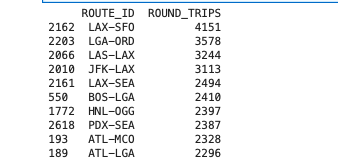 ROUTE_ID ROUND_TRIPS
2162 LAX-SFO 4151
2203 LGA-ORD 3578
2066 LAS-LAX 3244
2010 JFK-LAX 3113
2161 LAX-SEA 2494
550 BOS-LGA 2410
1772 HNL-OGG 2397
2618 PDX-SEA 2387
193 ATL-MCO 2328
189 ATL-LGA 2296